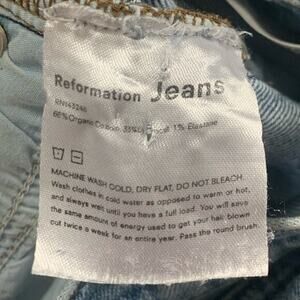 Reformation Jeans
RN143246
66% Organic Cotton 33% 1% Elastane
MACHINE WASH COLD, DRY FLAT, DO NOT BLEACH.
Wash clothes in cold water as opposed to warm or hot,
and always wait until you have a full load. You will save
the same amount of energy used to get your hair blown
out twice a week for an entire year. Pass the round brush.